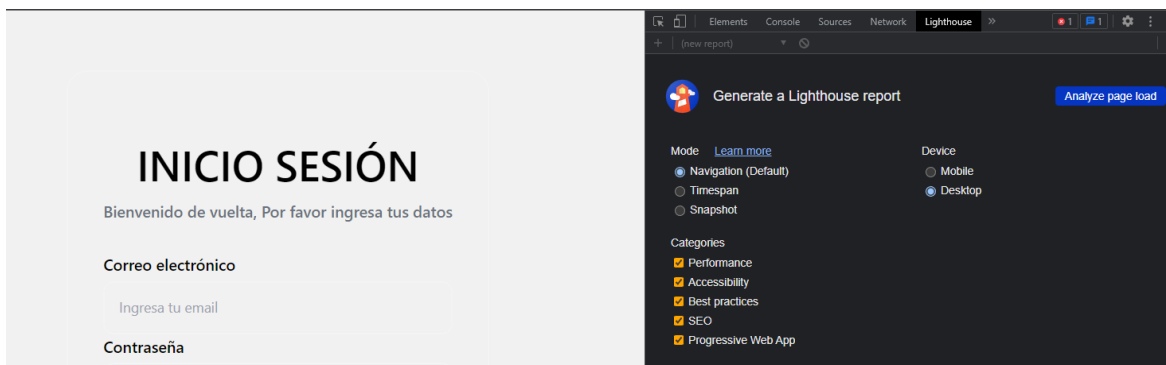 INICIO SESIÓN
Bienvenido de vuelta, Por favor ingresa tus datos
Correo electrónico
Ingresa tu email
Contraseña
Elements Console Sources Network Lighthouse » 1 1
+ (new report)
Generate a Lighthouse report
Analyze page load
Mode Learn more
Navigation (Default)
Timespan
Snapshot
Device
Mobile
Desktop
Categories
Performance
Accessibility
Best practices
SEO
Progressive Web App